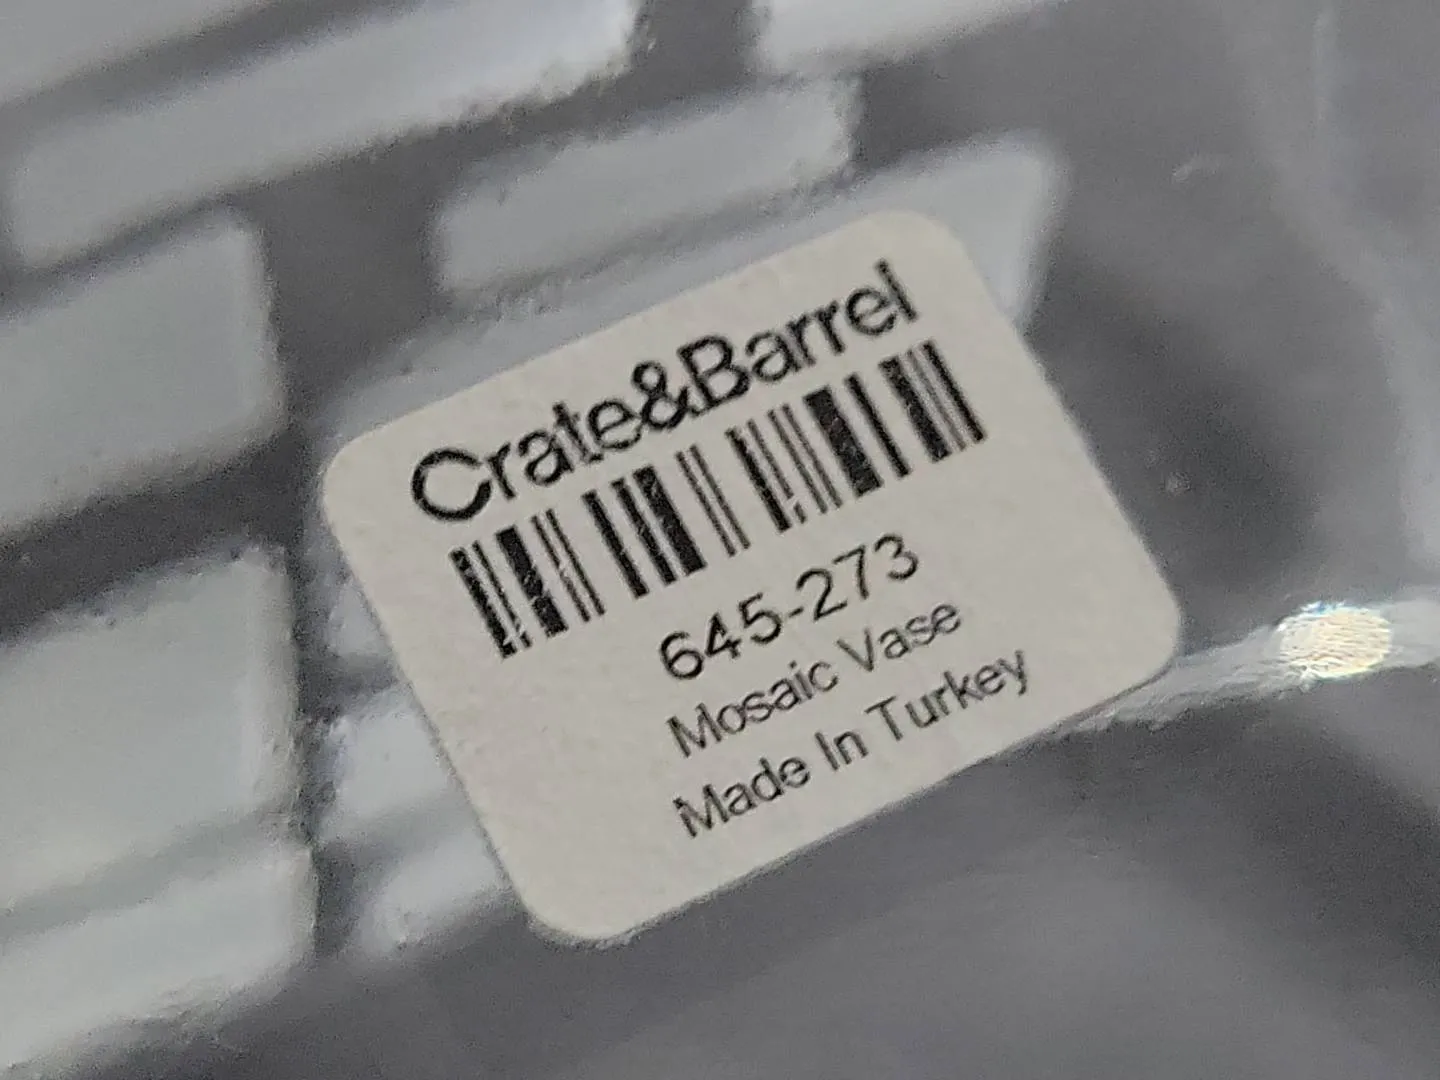 Crate&Barrel
645-273
Mosaic Vase
Made In Turkey